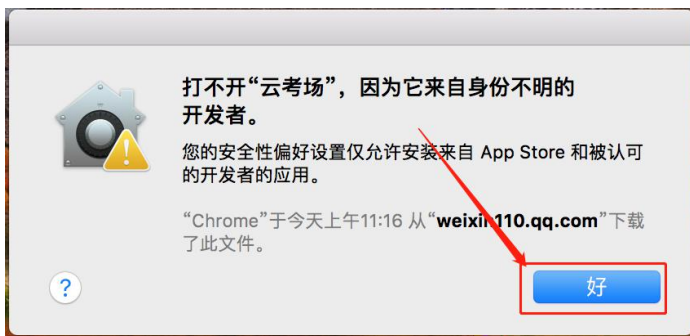 打不开“云考场”，因为它来自身份不明的
开发者。
您的安全性偏好设置仅允许安装来自 App Store 和被认可
的开发者的应用。
“Chrome”于今天上午11:16 从“weixin110.qq.com”下载
了此文件。
?
好